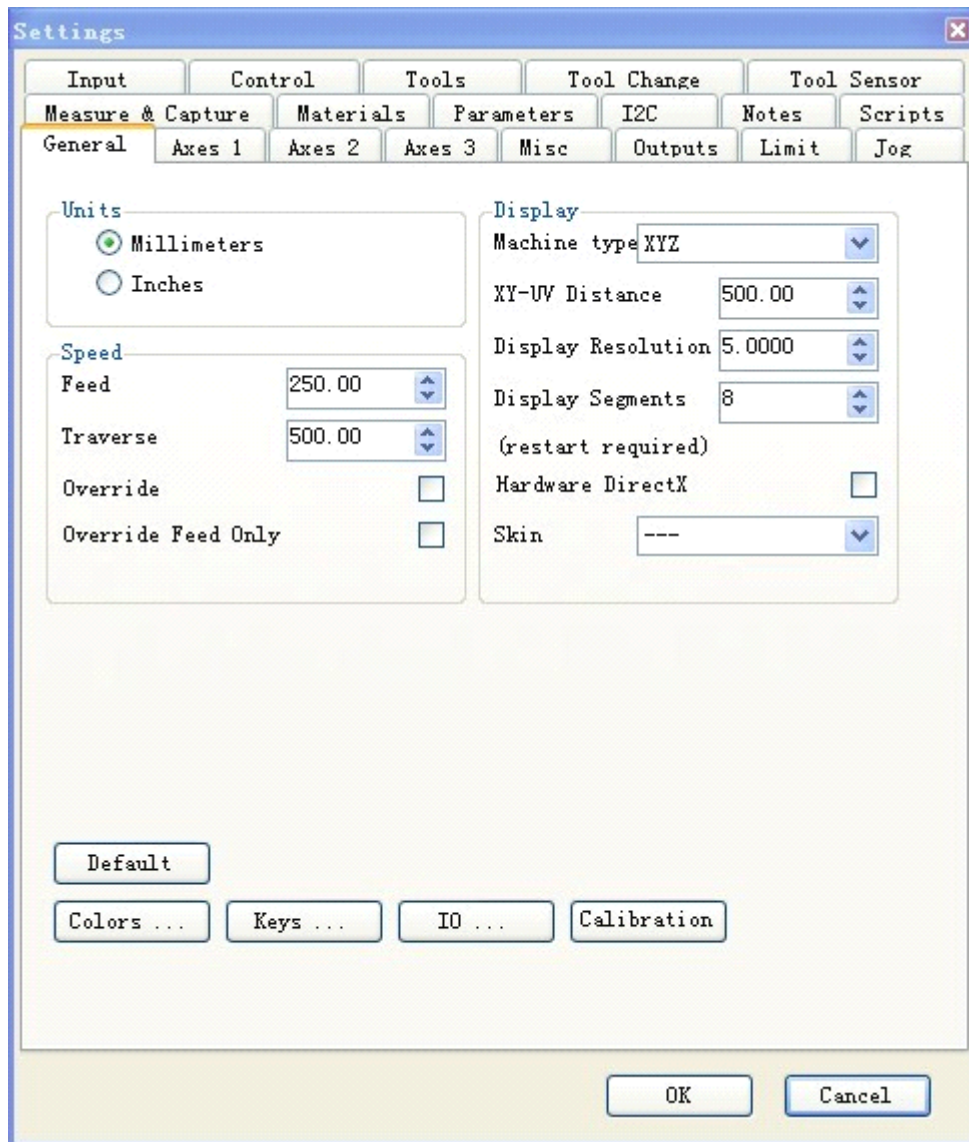 Settings
Input Control Tools Tool Change Tool Sensor
Measure & Capture Materials Parameters I2C Notes Scripts
General Axes 1 Axes 2 Axes 3 Misc Outputs Limit Jog
Units
Millimeters
Inches
Speed
Feed 250.00
Traverse 500.00
Override
Override Feed Only
Display
Machine type XYZ
XY-UV Distance 500.00
Display Resolution 5.0000
Display Segments 8
(restart required)
Hardware DirectX
Skin ---
Default
Colors ... Keys ... IO ... Calibration
OK Cancel